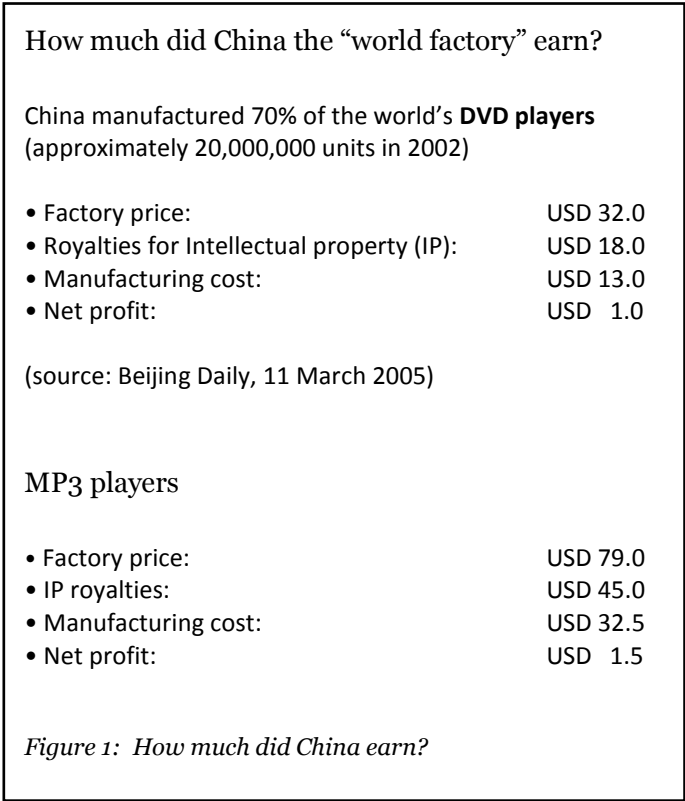 How much did China the “world factory” earn?
China manufactured 70% of the world’s DVD players
(approximately 20,000,000 units in 2002)
• Factory price: USD 32.0
• Royalties for Intellectual property (IP): USD 18.0
• Manufacturing cost: USD 13.0
• Net profit: USD 1.0
(source: Beijing Daily, 11 March 2005)
MP3 players
• Factory price: USD 79.0
• IP royalties: USD 45.0
• Manufacturing cost: USD 32.5
• Net profit: USD 1.5
Figure 1: How much did China earn?